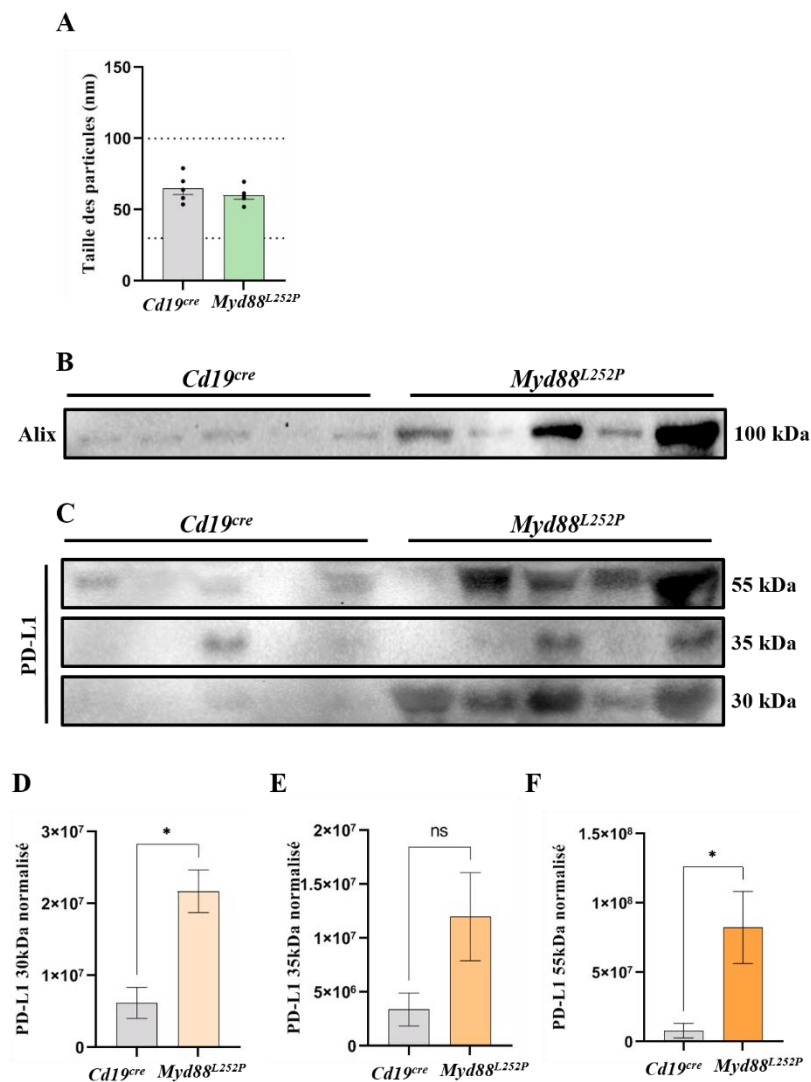 A
Taille des particules (nm)
150
100
50
0
Cd19cre Myd88L252P
B
Cd19cre Myd88L252P
Alix 100 kDa
C
Cd19cre Myd88L252P
PD-L1
55 kDa
35 kDa
30 kDa
D
PD-L1 30kDa normalisé
3×10⁷
2×10⁷
1×10⁷
0
*
Cd19cre Myd88L252P
E
PD-L1 35kDa normalisé
2×10⁷
1.5×10⁷
1×10⁷
5×10⁶
0
ns
Cd19cre Myd88L252P
F
PD-L1 55kDa normalisé
1.5×10⁸
1×10⁸
5×10⁷
0
*
Cd19cre Myd88L252P